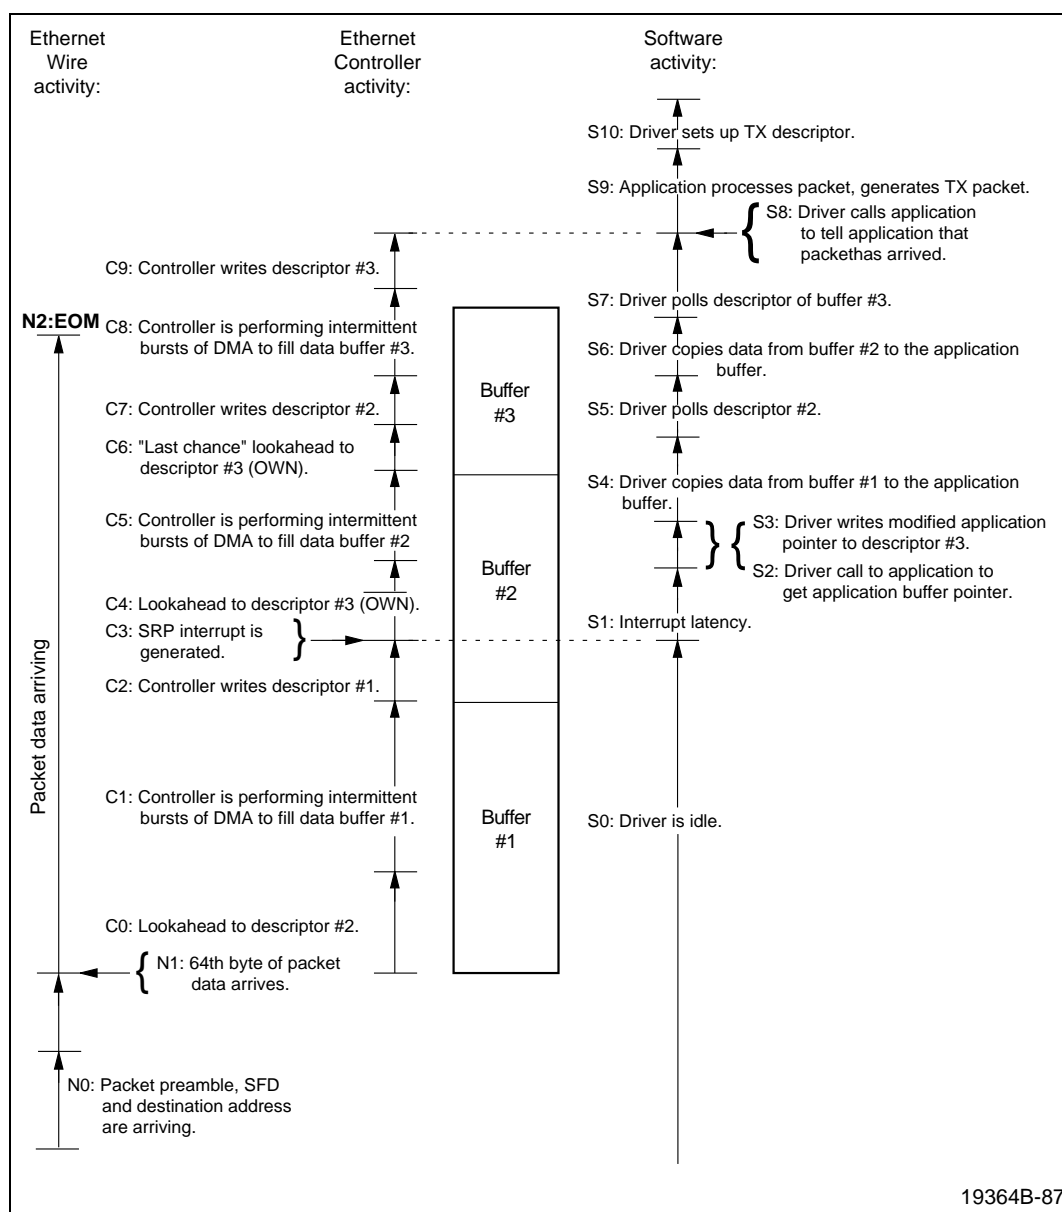 Ethernet
Wire
activity:
Ethernet
Controller
activity:
Software
activity:
S10: Driver sets up TX descriptor.
S9: Application processes packet, generates TX packet.
S8: Driver calls application
to tell application that
packethas arrived.
C9: Controller writes descriptor #3.
S7: Driver polls descriptor of buffer #3.
N2:EOM
C8: Controller is performing intermittent
bursts of DMA to fill data buffer #3.
S6: Driver copies data from buffer #2 to the application
buffer.
Buffer
#3
C7: Controller writes descriptor #2.
S5: Driver polls descriptor #2.
C6: "Last chance" lookahead to
descriptor #3 (OWN).
S4: Driver copies data from buffer #1 to the application
buffer.
C5: Controller is performing intermittent
bursts of DMA to fill data buffer #2
S3: Driver writes modified application
pointer to descriptor #3.
Buffer
#2
S2: Driver call to application to
get application buffer pointer.
C4: Lookahead to descriptor #3 (OWN).
S1: Interrupt latency.
C3: SRP interrupt is
generated.
C2: Controller writes descriptor #1.
Packet data arriving
C1: Controller is performing intermittent
bursts of DMA to fill data buffer #1.
Buffer
#1
S0: Driver is idle.
C0: Lookahead to descriptor #2.
N1: 64th byte of packet
data arrives.
N0: Packet preamble, SFD
and destination address
are arriving.
19364B-87